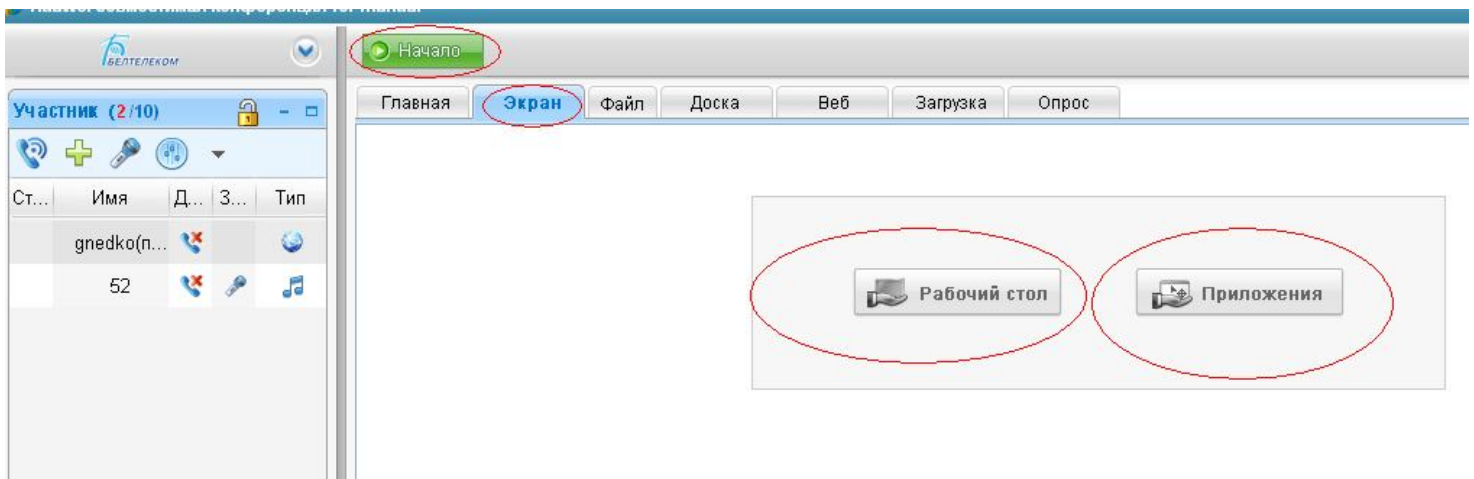 БЕЛТЕЛЕКОМ
Начало
Участник (2/10)
Главная Экран Файл Доска Веб Загрузка Опрос
Ст... Имя Д... З... Тип
gnedko(п...
52
Рабочий стол Приложения